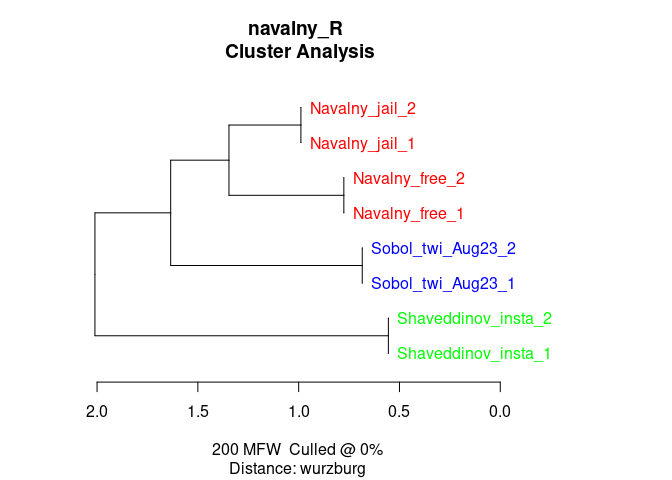 navalny_R
Cluster Analysis
Navalny_jail_2
Navalny_jail_1
Navalny_free_2
Navalny_free_1
Sobol_twi_Aug23_2
Sobol_twi_Aug23_1
Shaveddinov_insta_2
Shaveddinov_insta_1
2.0 1.5 1.0 0.5 0.0
200 MFW  Culled @ 0%
Distance: wurzburg